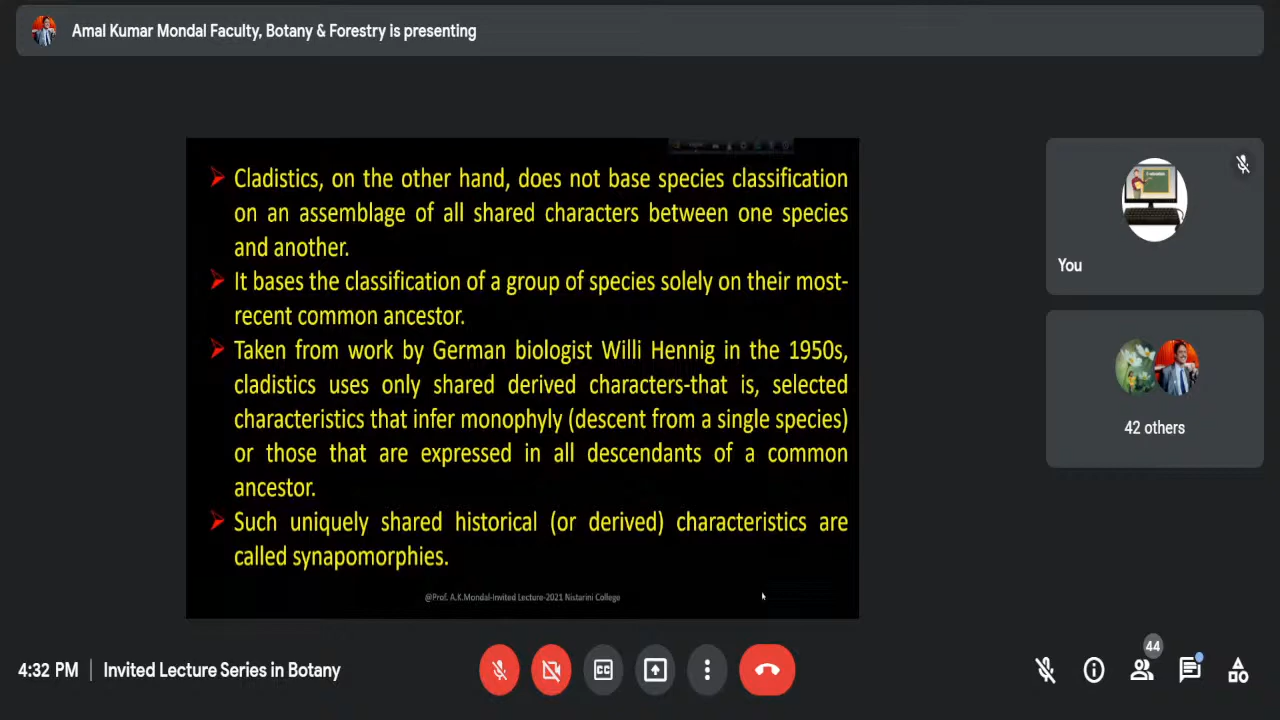 Amal Kumar Mondal Faculty, Botany & Forestry is presenting
Cladistics, on the other hand, does not base species classification
on an assemblage of all shared characters between one species
and another.
It bases the classification of a group of species solely on their most-
recent common ancestor.
Taken from work by German biologist Willi Hennig in the 1950s,
cladistics uses only shared derived characters-that is, selected
characteristics that infer monophyly (descent from a single species)
or those that are expressed in all descendants of a common
ancestor.
Such uniquely shared historical (or derived) characteristics are
called synapomorphies.
@Prof. A.K.Mondal-Invited Lecture-2021 Nistarini College
You
42 others
4:32 PM | Invited Lecture Series in Botany
CC
44